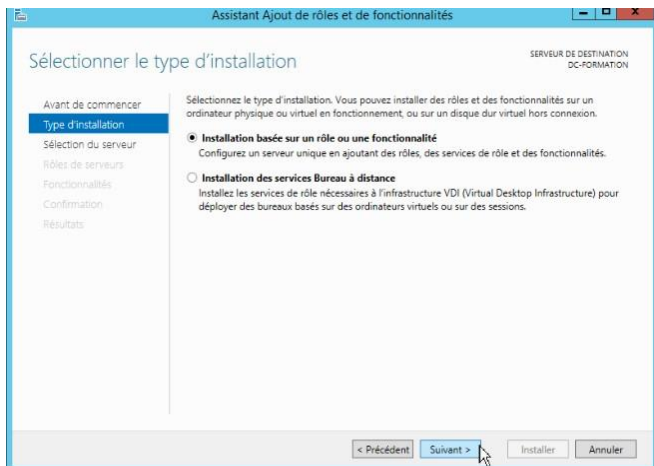 Assistant Ajout de rôles et de fonctionnalités
Sélectionner le type d'installation
SERVEUR DE DESTINATION
DC-FORMATION
Avant de commencer
Type d'installation
Sélection du serveur
Rôles de serveurs
Fonctionnalités
Confirmation
Résultats
Sélectionnez le type d'installation. Vous pouvez installer des rôles et des fonctionnalités sur un
ordinateur physique ou virtuel en fonctionnement, ou sur un disque dur virtuel hors connexion.
Installation basée sur un rôle ou une fonctionnalité
Configurez un serveur unique en ajoutant des rôles, des services de rôle et des fonctionnalités.
Installation des services Bureau à distance
Installez les services de rôle nécessaires à l'infrastructure VDI (Virtual Desktop Infrastructure) pour
déployer des bureaux basés sur des ordinateurs virtuels ou sur des sessions.
< Précédent Suivant > Installer Annuler